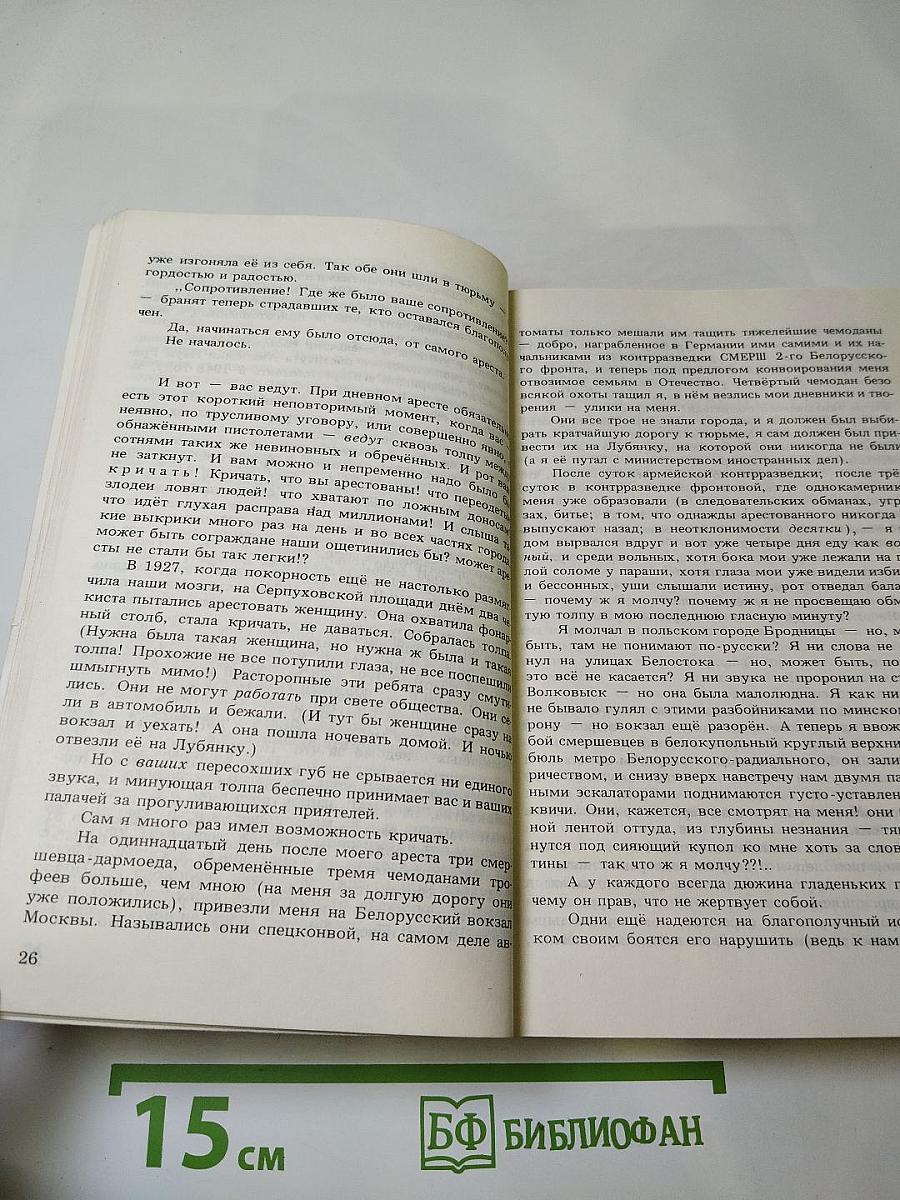 уже изгоняла её из себя. Так обе они шли в тюрьму —
гордостью и радостью.
„Сопротивление! Где же было ваше сопротивление
— бранят теперь страдавших те, кто оставался благопол
чен.
Да, начинаться ему было отсюда, от самого ареста.
Не началось.
И вот — вас ведут. При дневном аресте обязательно
есть этот короткий неповторимый момент, когда вас
неявно, по трусливому уговору, или совершенно явно
обнажёнными пистолетами — ведут сквозь толпу между
сотнями таких же невиновных и обречённых. И рот ваш
не заткнут. И вам можно и непременно надо было б
кричать! Кричать, что вы арестованы! что переодеты
злодеи ловят людей! что хватают по ложным доносам
что идёт глухая расправа над миллионами! И слыша та
кие выкрики много раз на день и во всех частях города
может быть сограждане наши ощетинились бы? может аре
сты не стали бы так легки!?
В 1927, когда покорность ещё не настолько размяг
чила наши мозги, на Серпуховской площади днём два че
киста пытались арестовать женщину. Она охватила фонар
ный столб, стала кричать, не даваться. Собралась толпа
(Нужна была такая женщина, но нужна ж была и такая
толпа! Прохожие не все потупили глаза, не все поспешили
шмыгнуть мимо!) Расторопные эти ребята сразу смути-
лись. Они не могут работать при свете общества. Они се
ли в автомобиль и бежали. (И тут бы женщине сразу на
вокзал и уехать! А она пошла ночевать домой. И ночью
отвезли её на Лубянку.)
Но с ваших пересохших губ не срывается ни единого
звука, и минующая толпа беспечно принимает вас и ваших
палачей за прогуливающихся приятелей.
Сам я много раз имел возможность кричать.
На одиннадцатый день после моего ареста три смер-
шевца-дармоеда, обременённые тремя чемоданами тро-
феев больше, чем мною (на меня за долгую дорогу они
уже положились), привезли меня на Белорусский вокзал
Москвы. Назывались они спецконвой, на самом деле ав-
26
томаты только мешали им тащить тяжелейшие чемоданы
— добро, награбленное в Германии ими самими и их на-
чальниками из контрразведки СМЕРШ 2-го Белорусско-
го фронта, и теперь под предлогом конвоирования меня
отвозимое семьям в Отечество. Четвёртый чемодан безо
всякой охоты тащил я, в нём везлись мои дневники и тво-
рения — улики на меня.
Они все трое не знали города, и я должен был выби-
рать кратчайшую дорогу к тюрьме, я сам должен был при-
вести их на Лубянку, на которой они никогда не были
(а я её путал с министерством иностранных дел).
После суток армейской контрразведки; после трё
суток в контрразведке фронтовой, где однокамерник
меня уже образовали (в следовательских обманах, угр
зах, битье; в том, что однажды арестованного никогда
выпускают назад; в неотклонимости десятки), — я
дом вырвался вдруг и вот уже четыре дня еду как во
ный, и среди вольных, хотя бока мои уже лежали на г
лой соломе у параши, хотя глаза мои уже видели изби
и бессонных, уши слышали истину, рот отведал бала
— почему ж я молчу? почему ж я не просвещаю обм
тую толпу в мою последнюю гласную минуту?
Я молчал в польском городе Бродницы — но, м
быть, там не понимают по-русски? Я ни слова не
нул на улицах Белостока — но, может быть, по
это всё не касается? Я ни звука не проронил на ст
Волковыск — но она была малолюдна. Я как ни
не бывало гулял с этими разбойниками по минском
рону — но вокзал ещё разорён. А теперь я ввож
бой смершевцев в белокупольный круглый верхни
бюль метро Белорусского-радиального, он зали
ричеством, и снизу вверх навстречу нам двумя па
ными эскалаторами поднимаются густо-уставлен
квичи. Они, кажется, все смотрят на меня! они
ной лентой оттуда, из глубины незнания — тян
нутся под сияющий купол ко мне хоть за слов
тины — так что ж я молчу??!..
А у каждого всегда дюжина гладеньких п
чему он прав, что не жертвует собой.
Одни ещё надеются на благополучный ис
ком своим боятся его нарушить (ведь к нам
15 см
БФ БИБЛИОФАН